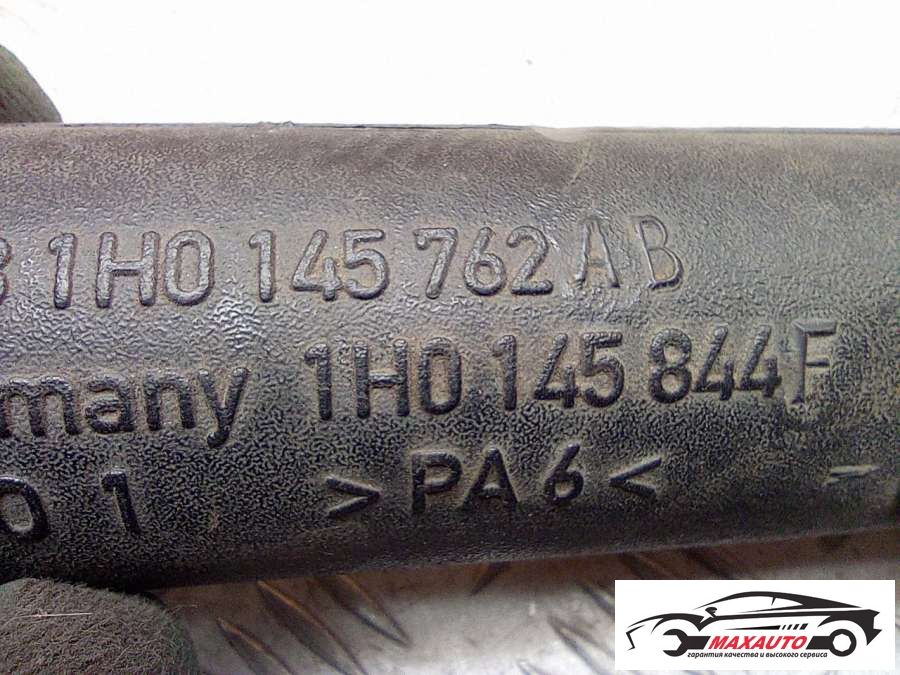 1H0 145 762 AB
many 1H0 145 844 F
0 1 >PA6<
MAXAUTO
гарантия качества и высокого сервиса